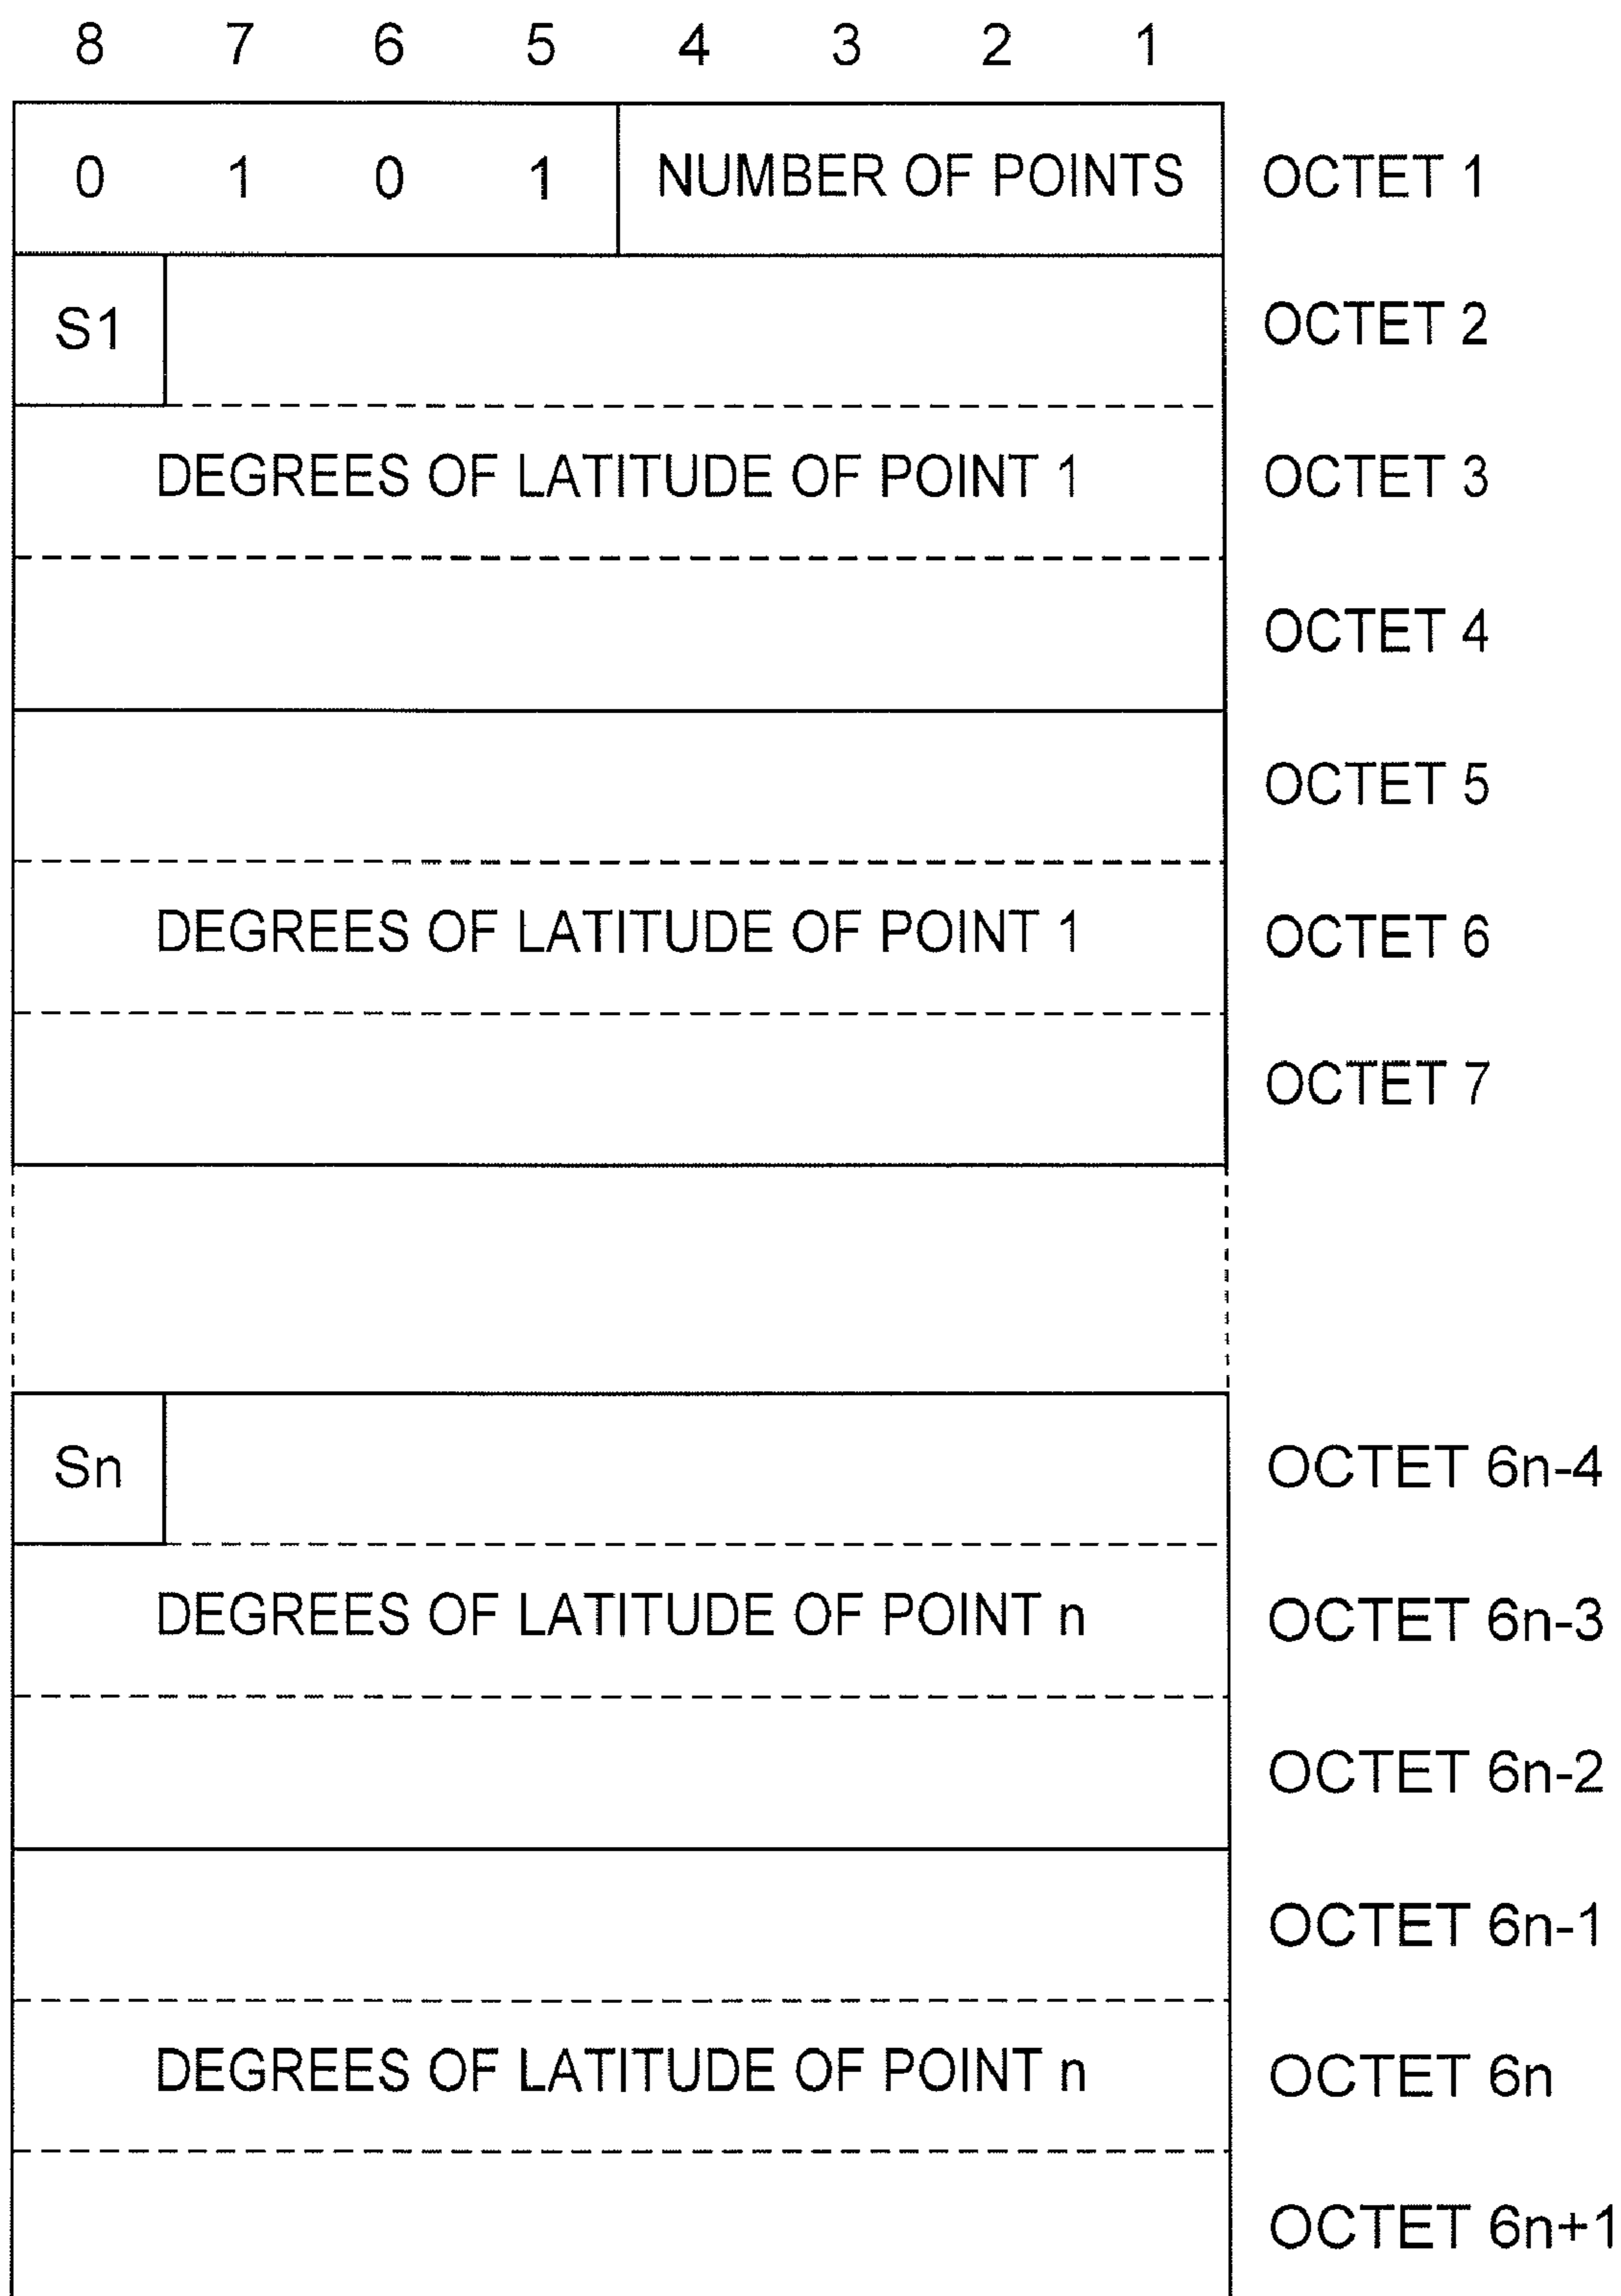 8 7 6 5 4 3 2 1
0 1 0 1 NUMBER OF POINTS OCTET 1
S1 OCTET 2
DEGREES OF LATITUDE OF POINT 1 OCTET 3
OCTET 4
OCTET 5
DEGREES OF LATITUDE OF POINT 1 OCTET 6
OCTET 7
Sn OCTET 6n-4
DEGREES OF LATITUDE OF POINT n OCTET 6n-3
OCTET 6n-2
OCTET 6n-1
DEGREES OF LATITUDE OF POINT n OCTET 6n
OCTET 6n+1